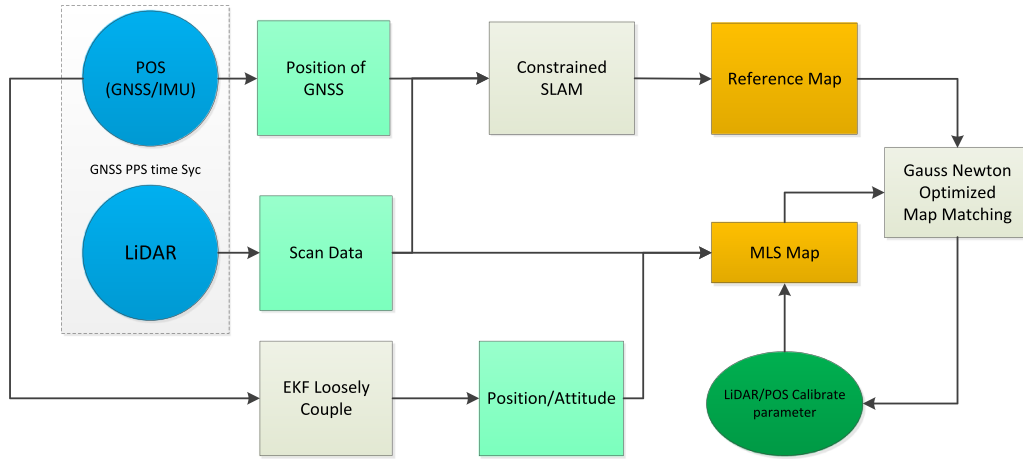 POS
(GNSS/IMU)
Position of
GNSS
Constrained
SLAM
Reference Map
GNSS PPS time Syc
Gauss Newton
Optimized
Map Matching
LiDAR
Scan Data
MLS Map
EKF Loosely
Couple
Position/Attitude
LiDAR/POS Calibrate
parameter